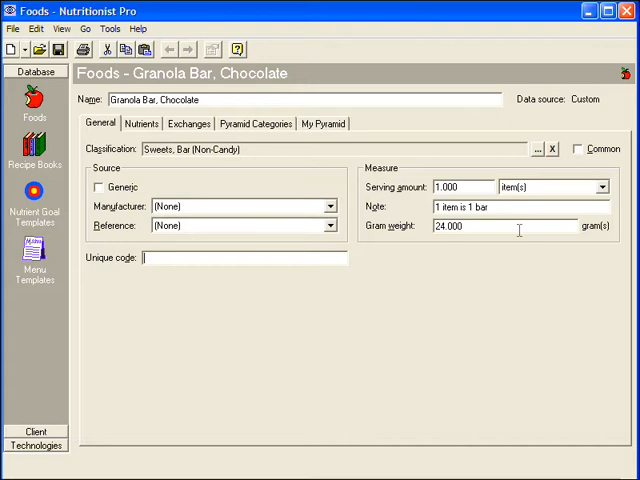 Foods - Nutritionist Pro
File Edit View Go Tools Help
Database
Foods - Granola Bar, Chocolate
Name: Granola Bar, Chocolate Data source: Custom
General Nutrients Exchanges Pyramid Categories My Pyramid
Classification: Sweets, Bar (Non-Candy) ... X Common
Source
Generic
Manufacturer: (None)
Reference: (None)
Measure
Serving amount: 1.000 item(s)
Note: 1 item is 1 bar
Gram weight: 24.000 gram(s)
Unique code:
Foods
Recipe Books
Nutrient Goal
Templates
Menu
Templates
Client
Technologies